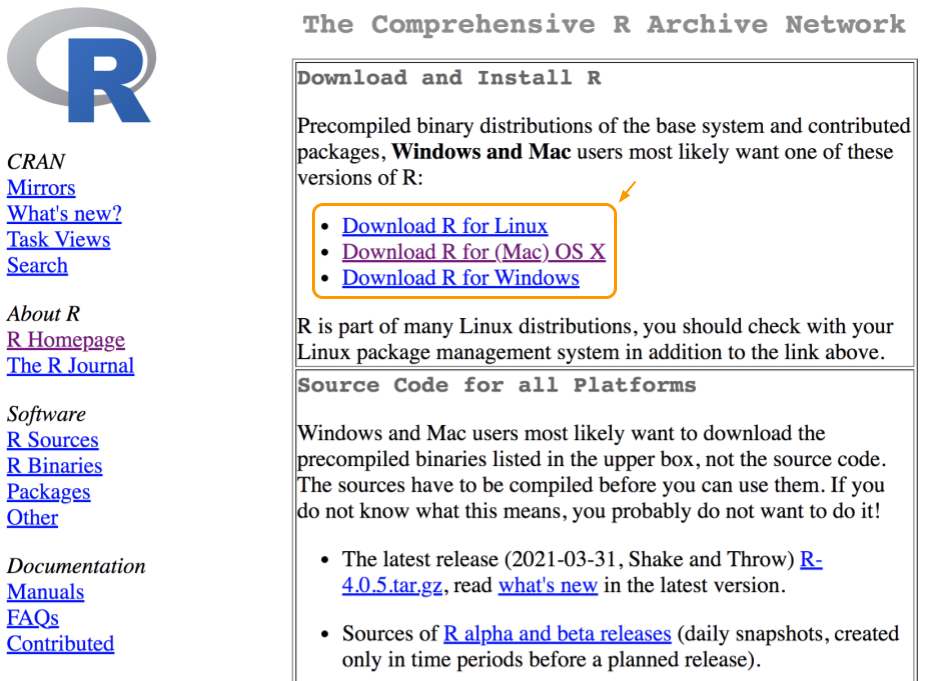 R
CRAN
Mirrors
What's new?
Task Views
Search
About R
R Homepage
The R Journal
Software
R Sources
R Binaries
Packages
Other
Documentation
Manuals
FAQs
Contributed
The Comprehensive R Archive Network
Download and Install R
Precompiled binary distributions of the base system and contributed
packages, Windows and Mac users most likely want one of these
versions of R:
• Download R for Linux
• Download R for (Mac) OS X
• Download R for Windows
R is part of many Linux distributions, you should check with your
Linux package management system in addition to the link above.
Source Code for all Platforms
Windows and Mac users most likely want to download the
precompiled binaries listed in the upper box, not the source code.
The sources have to be compiled before you can use them. If you
do not know what this means, you probably do not want to do it!
• The latest release (2021-03-31, Shake and Throw) R-
4.0.5.tar.gz, read what's new in the latest version.
• Sources of R alpha and beta releases (daily snapshots, created
only in time periods before a planned release).